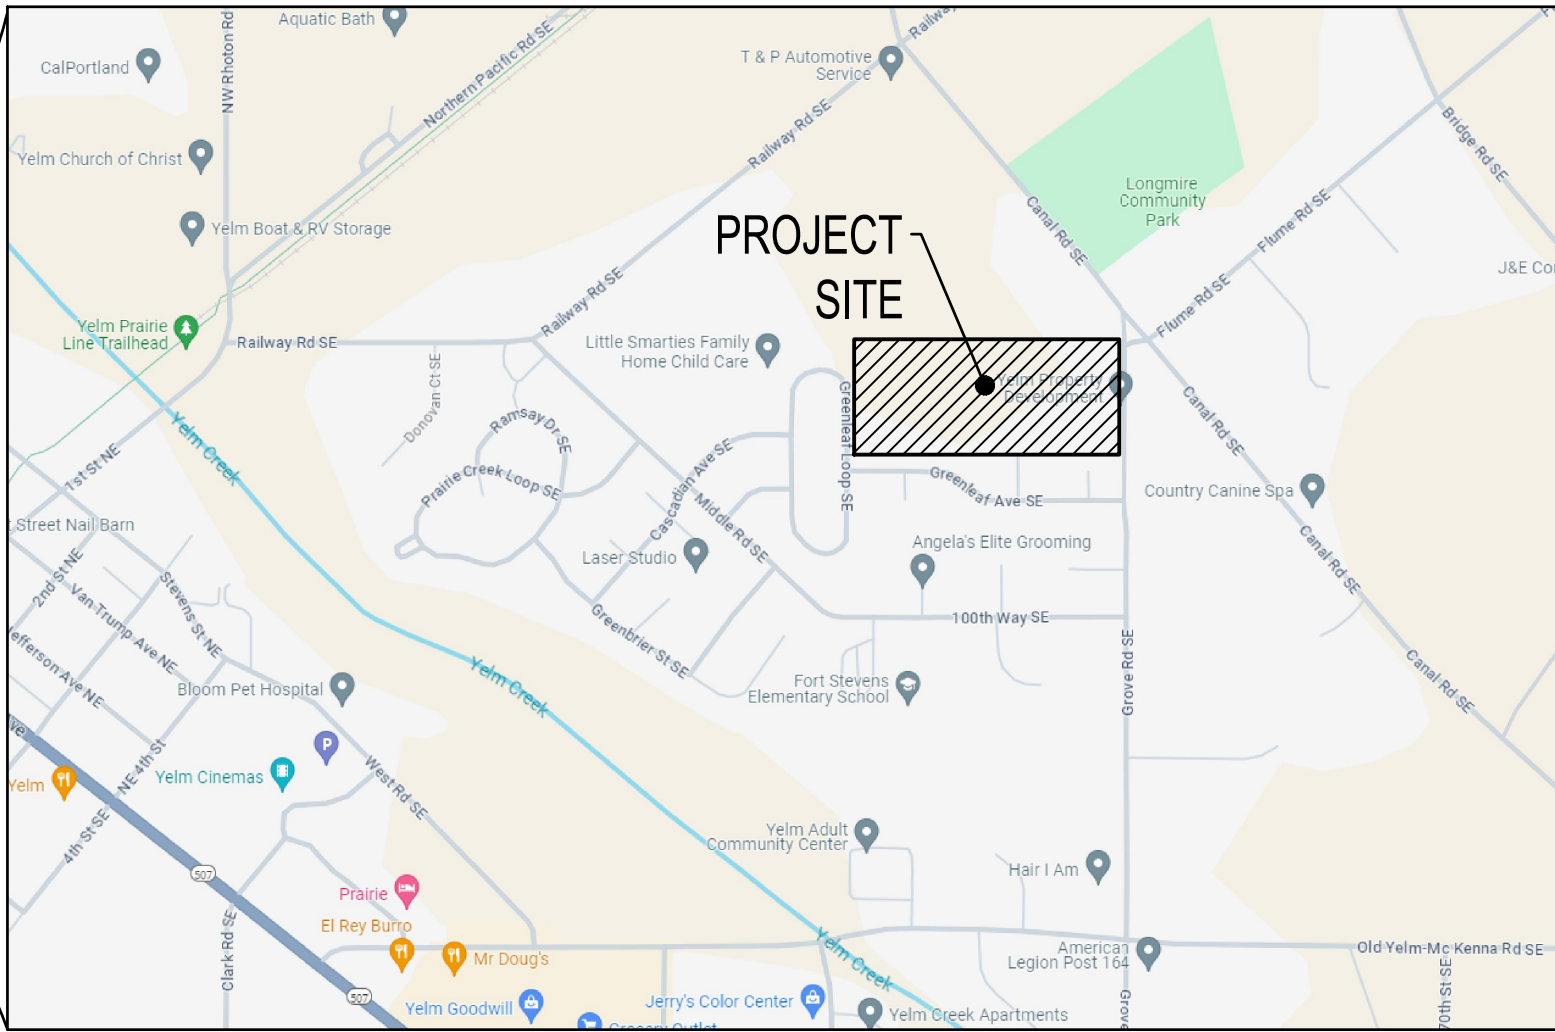 Aquatic Bath
Railway
CalPortland
NW Rhoton Rd
Northern Pacific Rd SE
T & P Automotive
Service
Railway Rd SE
Bridge Rd SE
Yelm Church of Christ
Longmire
Community
Park
Yelm Boat & RV Storage
PROJECT
SITE
Canal Rd SE
Flume Rd SE
J&E Co
Railway Rd SE
Flume Rd SE
Yelm Prairie
Line Trailhead
Railway Rd SE
Little Smarties Family
Home Child Care
Donovan Ct SE
Greenleaf Loop SE
Yelm Property
Development
Canal Rd SE
Yelm Creek
Ramsay Dr SE
1st St NE
Prairie Creek Loop SE
Cascadian Ave SE
Middle Rd SE
Greenleaf Ave SE
Country Canine Spa
t Street Nail Barn
Laser Studio
Angela's Elite Grooming
Canal Rd SE
2nd St NE
Stevens St NE
Van Trump Ave NE
Greenbrier St SE
100th Way SE
efferson Ave NE
Grove Rd SE
Canal Rd SE
Bloom Pet Hospital
Yelm Creek
Fort Stevens
Elementary School
ve
P
NE 4th St
Yelm
Yelm Cinemas
West Rd SE
4th St SE
Yelm Adult
Community Center
507
Hair I Am
Prairie
El Rey Burro
Clark Rd SE
Mr Doug's
Yelm Creek
American
Legion Post 164
Old Yelm-Mc Kenna Rd SE
70th St SE
507
Yelm Goodwill
Jerry's Color Center
Yelm Creek Apartments
Grove
Grocery Outlet